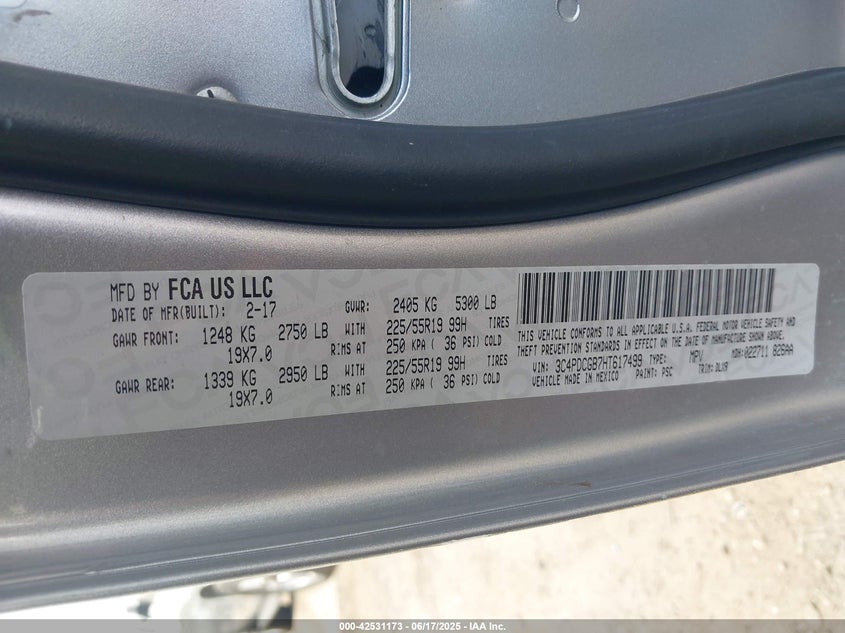 MFD BY FCA US LLC
DATE OF MFR(BUILT): 2-17 GVWR: 2405 KG 5300 LB
GAWR FRONT: 1248 KG 2750 LB WITH 225/55R19 99H TIRES
19X7.0 RIMS AT 250 KPA ( 36 PSI) COLD
GAWR REAR: 1339 KG 2950 LB WITH 225/55R19 99H TIRES
19X7.0 RIMS AT 250 KPA ( 36 PSI) COLD
THIS VEHICLE CONFORMS TO ALL APPLICABLE U.S.A. FEDERAL MOTOR VEHICLE SAFETY AND
THEFT PREVENTION STANDARDS IN EFFECT ON THE DATE OF MANUFACTURE SHOWN ABOVE.
VIN: 3C4PDCGB7HT617499 TYPE: MPV MDH: 022711 826AA
VEHICLE MADE IN MEXICO PAINT: PSC TRIM: DLX9
000-42531173 - 06/17/2025 - IAA Inc.